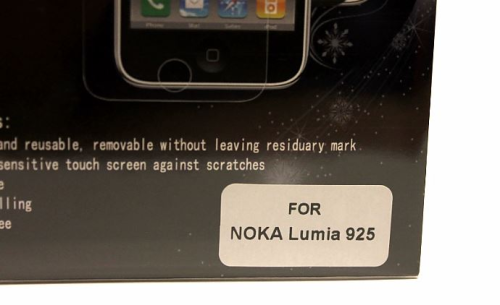 s:
and reusable, removable without leaving residuary mark
sensitive touch screen against scratches
e
lling
ee
FOR
NOKA Lumia 925